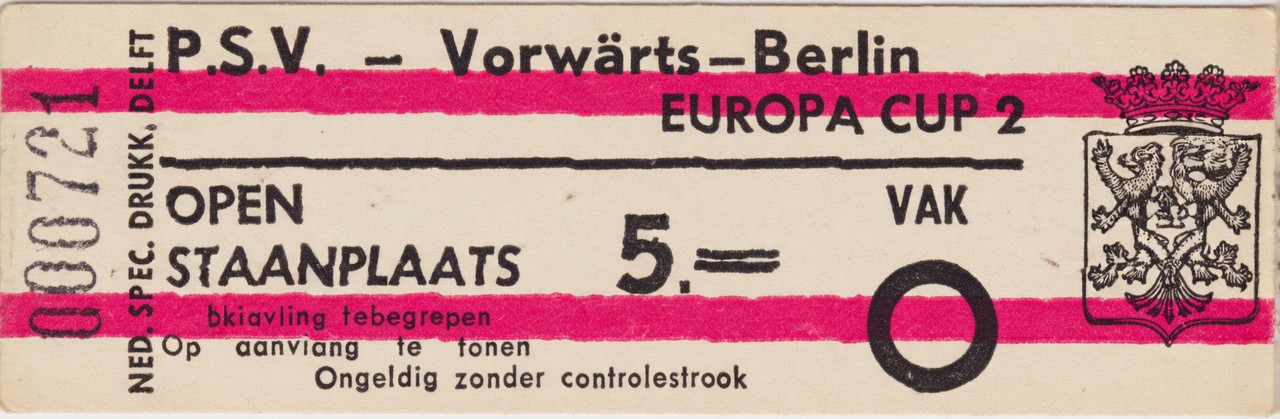 P.S.V. – Vorwärts–Berlin
EUROPA CUP 2
OPEN
STAANPLAATS
5.=
VAK
O
bkiavling tebegrepen
Op aanviang te tonen
Ongeldig zonder controlestrook
NED. SPEC. DRUKK. DELFT
000721